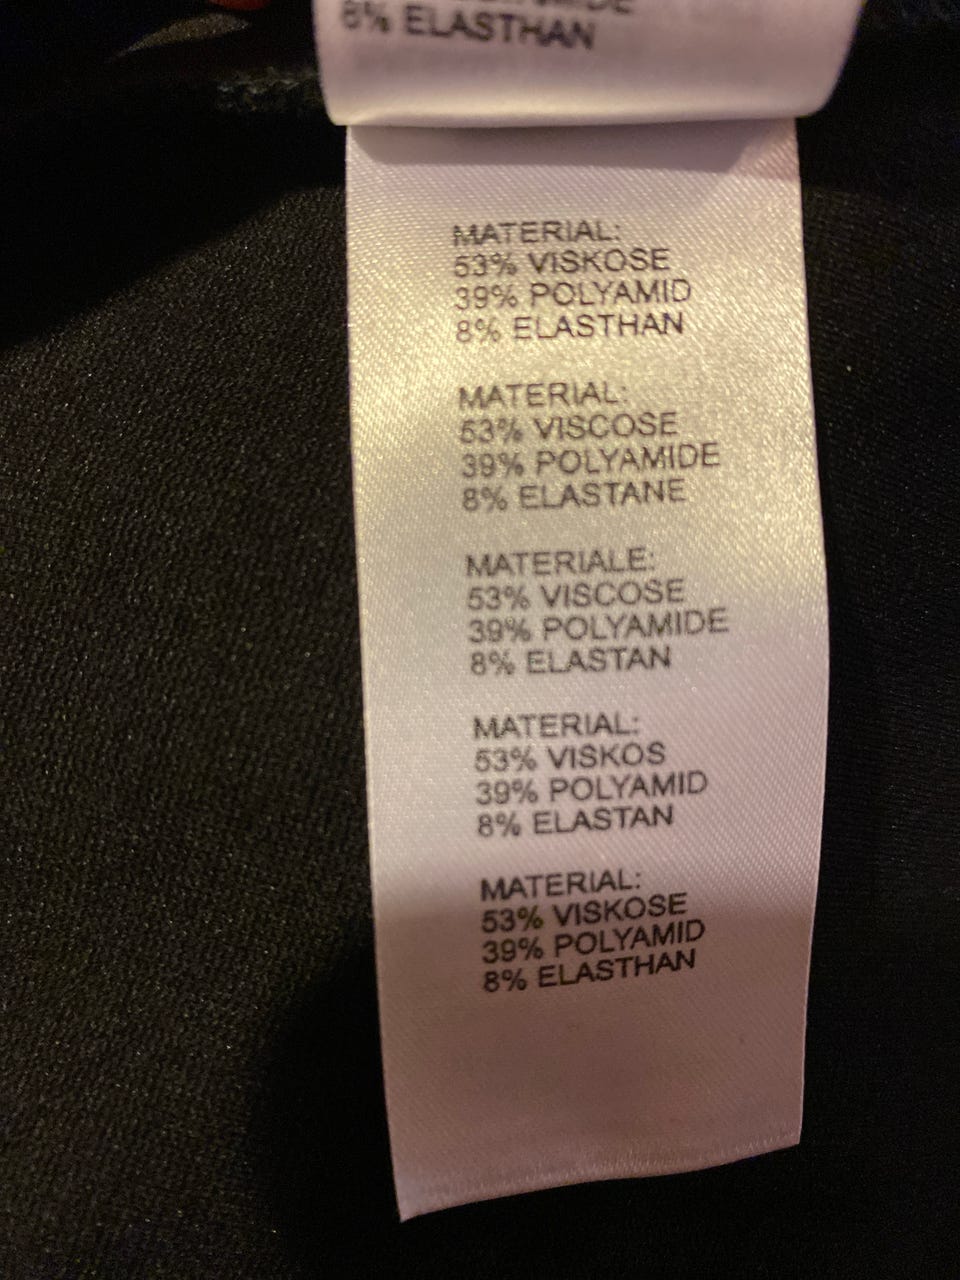 8% ELASTHAN
MATERIAL:
53% VISKOSE
39% POLYAMID
8% ELASTHAN
MATERIAL:
53% VISCOSE
39% POLYAMIDE
8% ELASTANE
MATERIALE:
53% VISCOSE
39% POLYAMIDE
8% ELASTAN
MATERIAL:
53% VISKOS
39% POLYAMID
8% ELASTAN
MATERIAL:
53% VISKOSE
39% POLYAMID
8% ELASTHAN